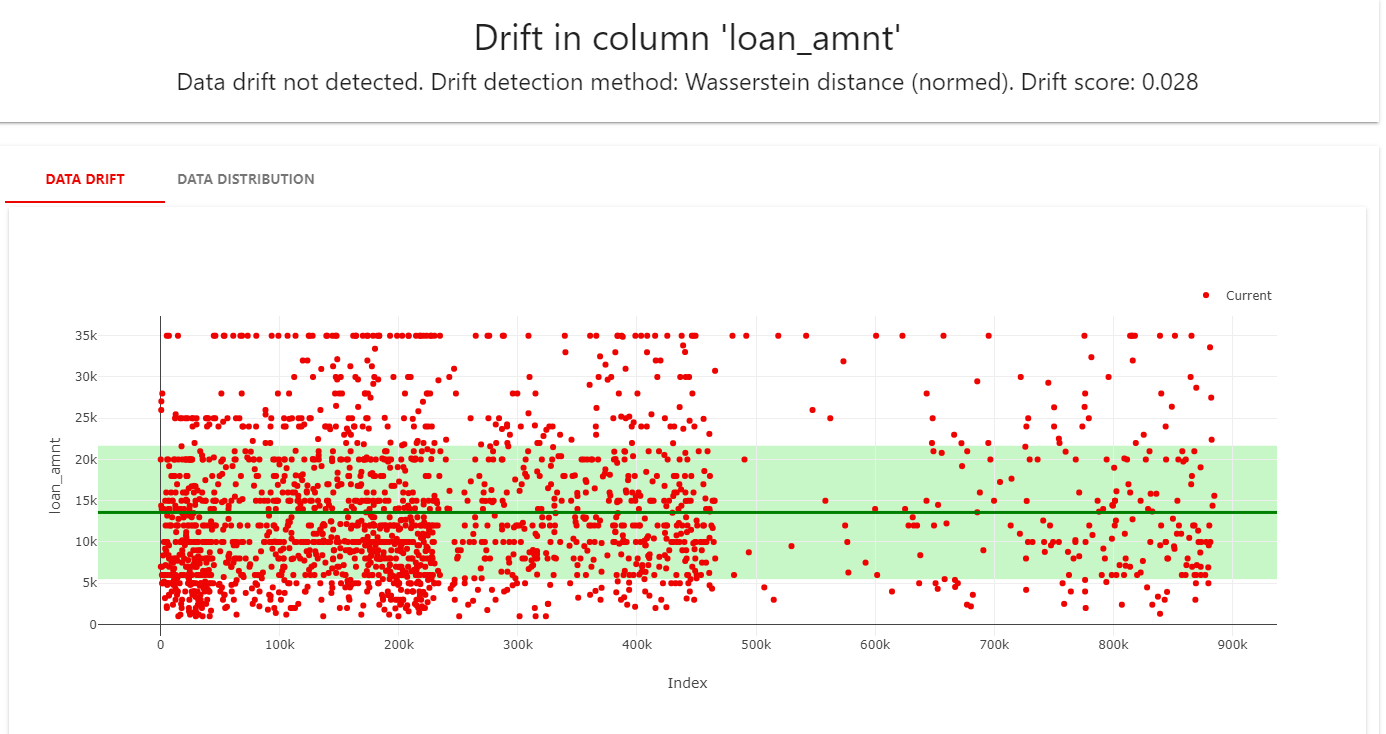 Drift in column 'loan_amnt'
Data drift not detected. Drift detection method: Wasserstein distance (normed). Drift score: 0.028
DATA DRIFT DATA DISTRIBUTION
Current
35k
30k
25k
20k
15k
10k
5k
0
loan_amnt
0 100k 200k 300k 400k 500k 600k 700k 800k 900k
Index